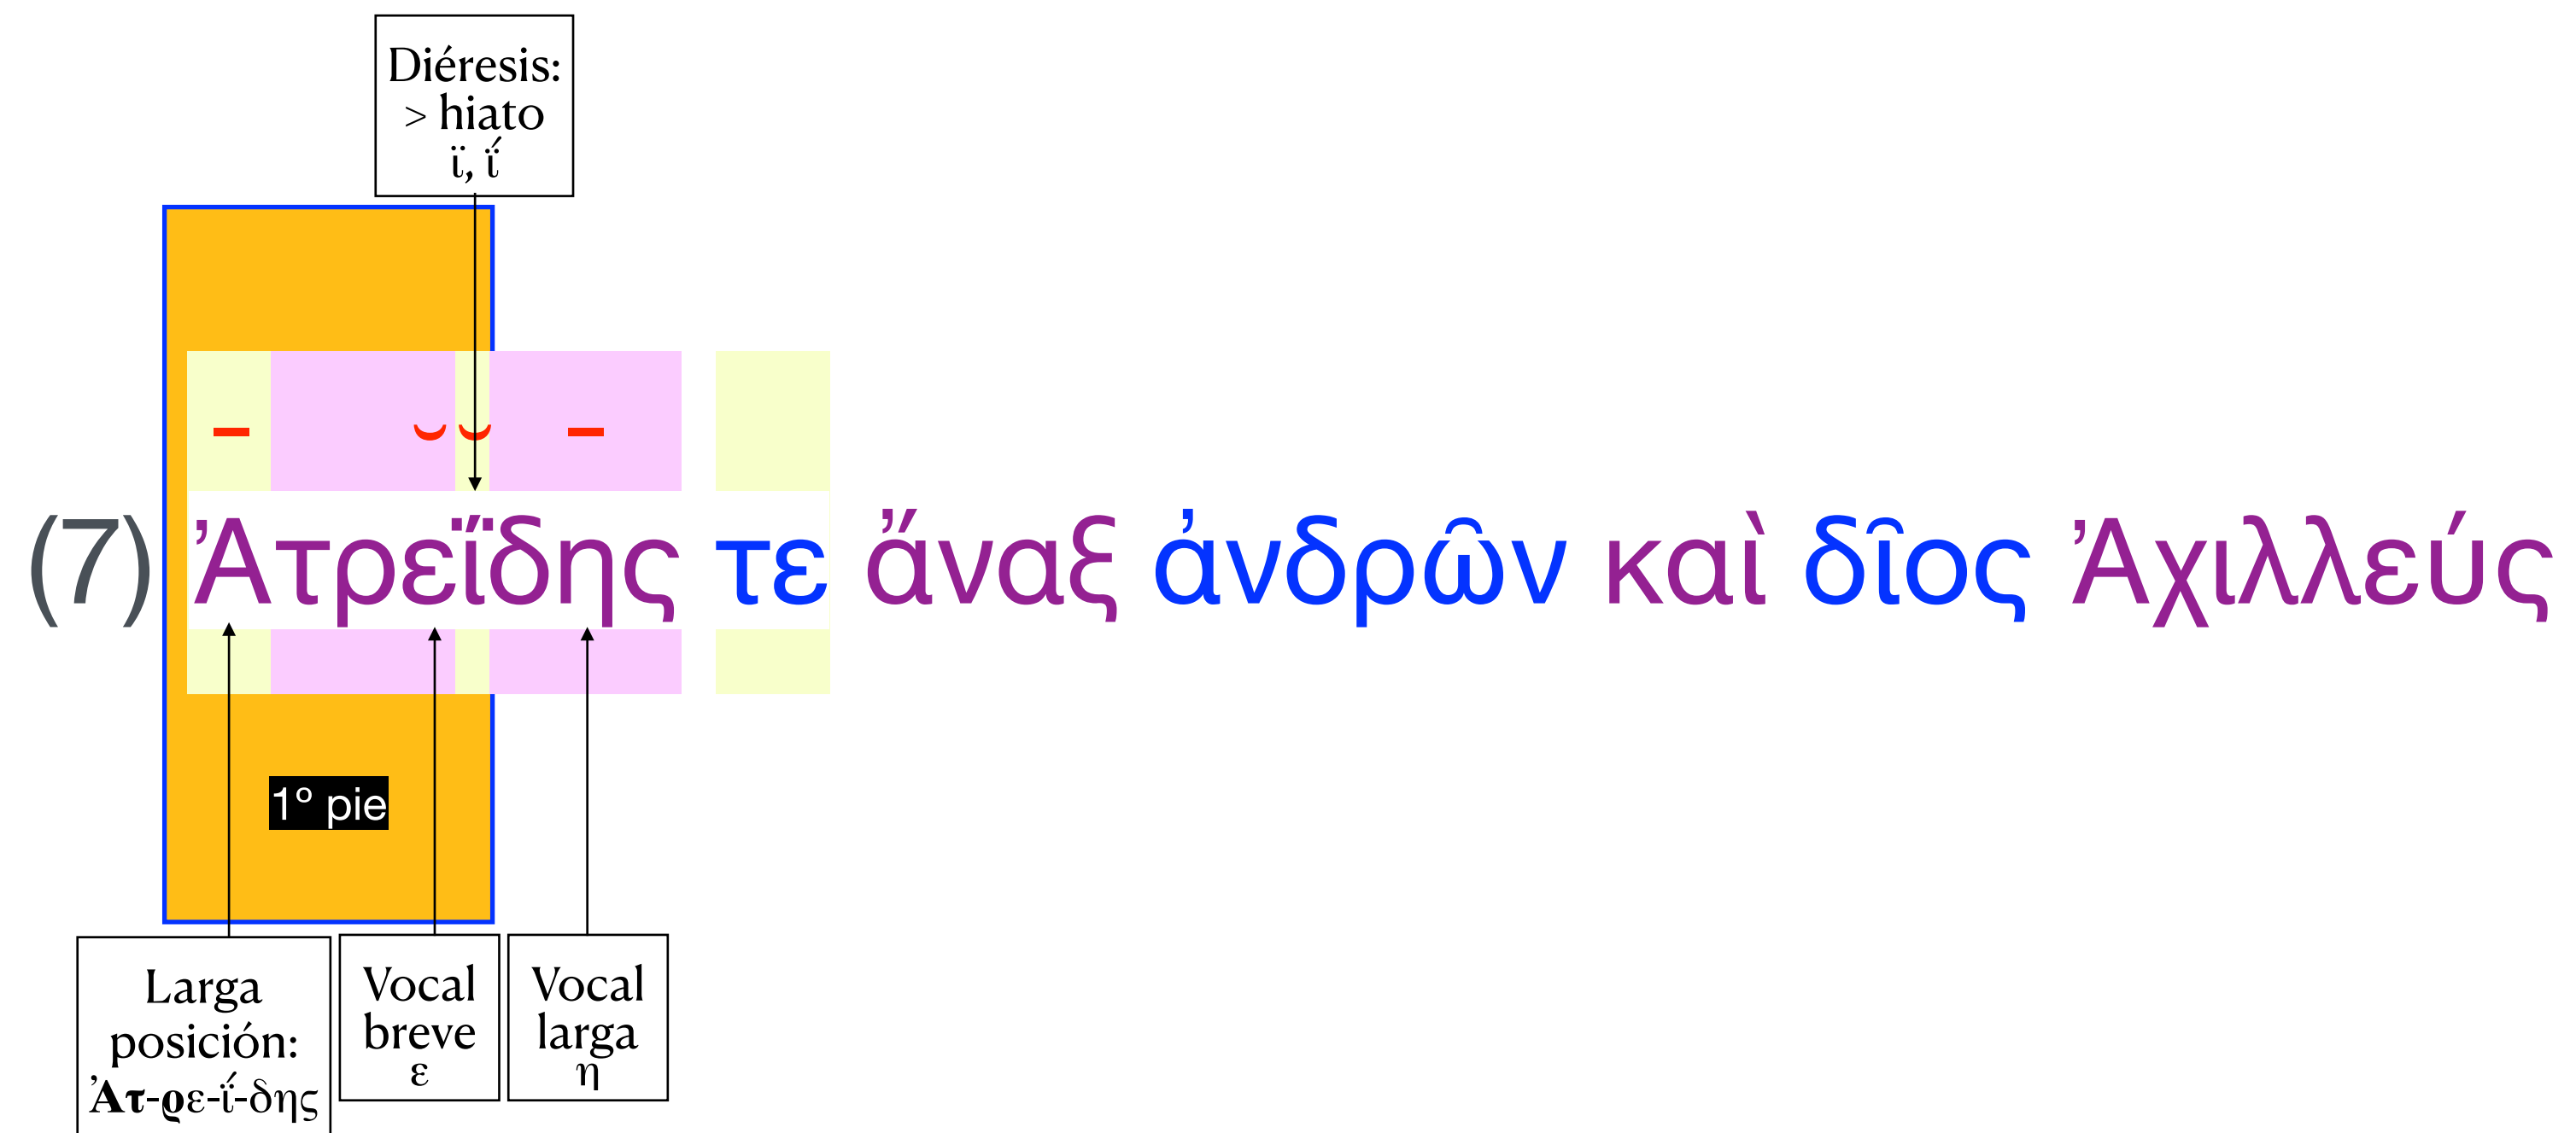 Diéresis:
> hiato
ϊ, ΐ
– ⏑ ⏑ –
(7) Ἀτρεΐδης τε ἄναξ ἀνδρῶν καὶ δῖος Ἀχιλλεύς
1º pie
Larga
posición:
Ἀτ-ρε-ΐ-δης
Vocal
breve
ε
Vocal
larga
η